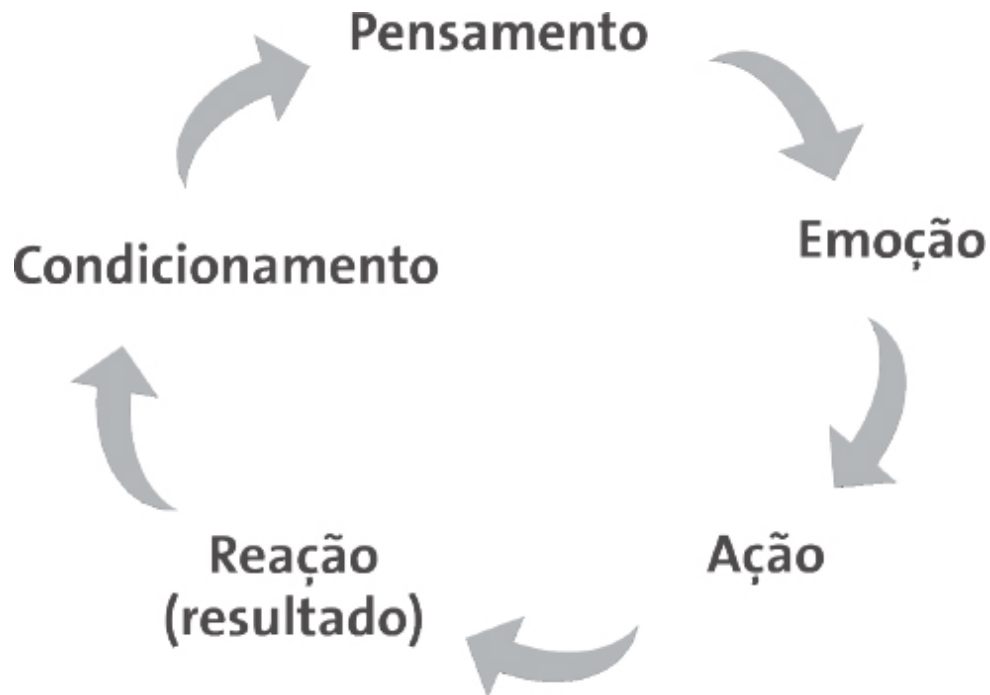 Pensamento
Emoção
Ação
Reação
(resultado)
Condicionamento